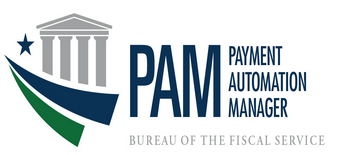 PAM
PAYMENT
AUTOMATION
MANAGER
BUREAU OF THE FISCAL SERVICE